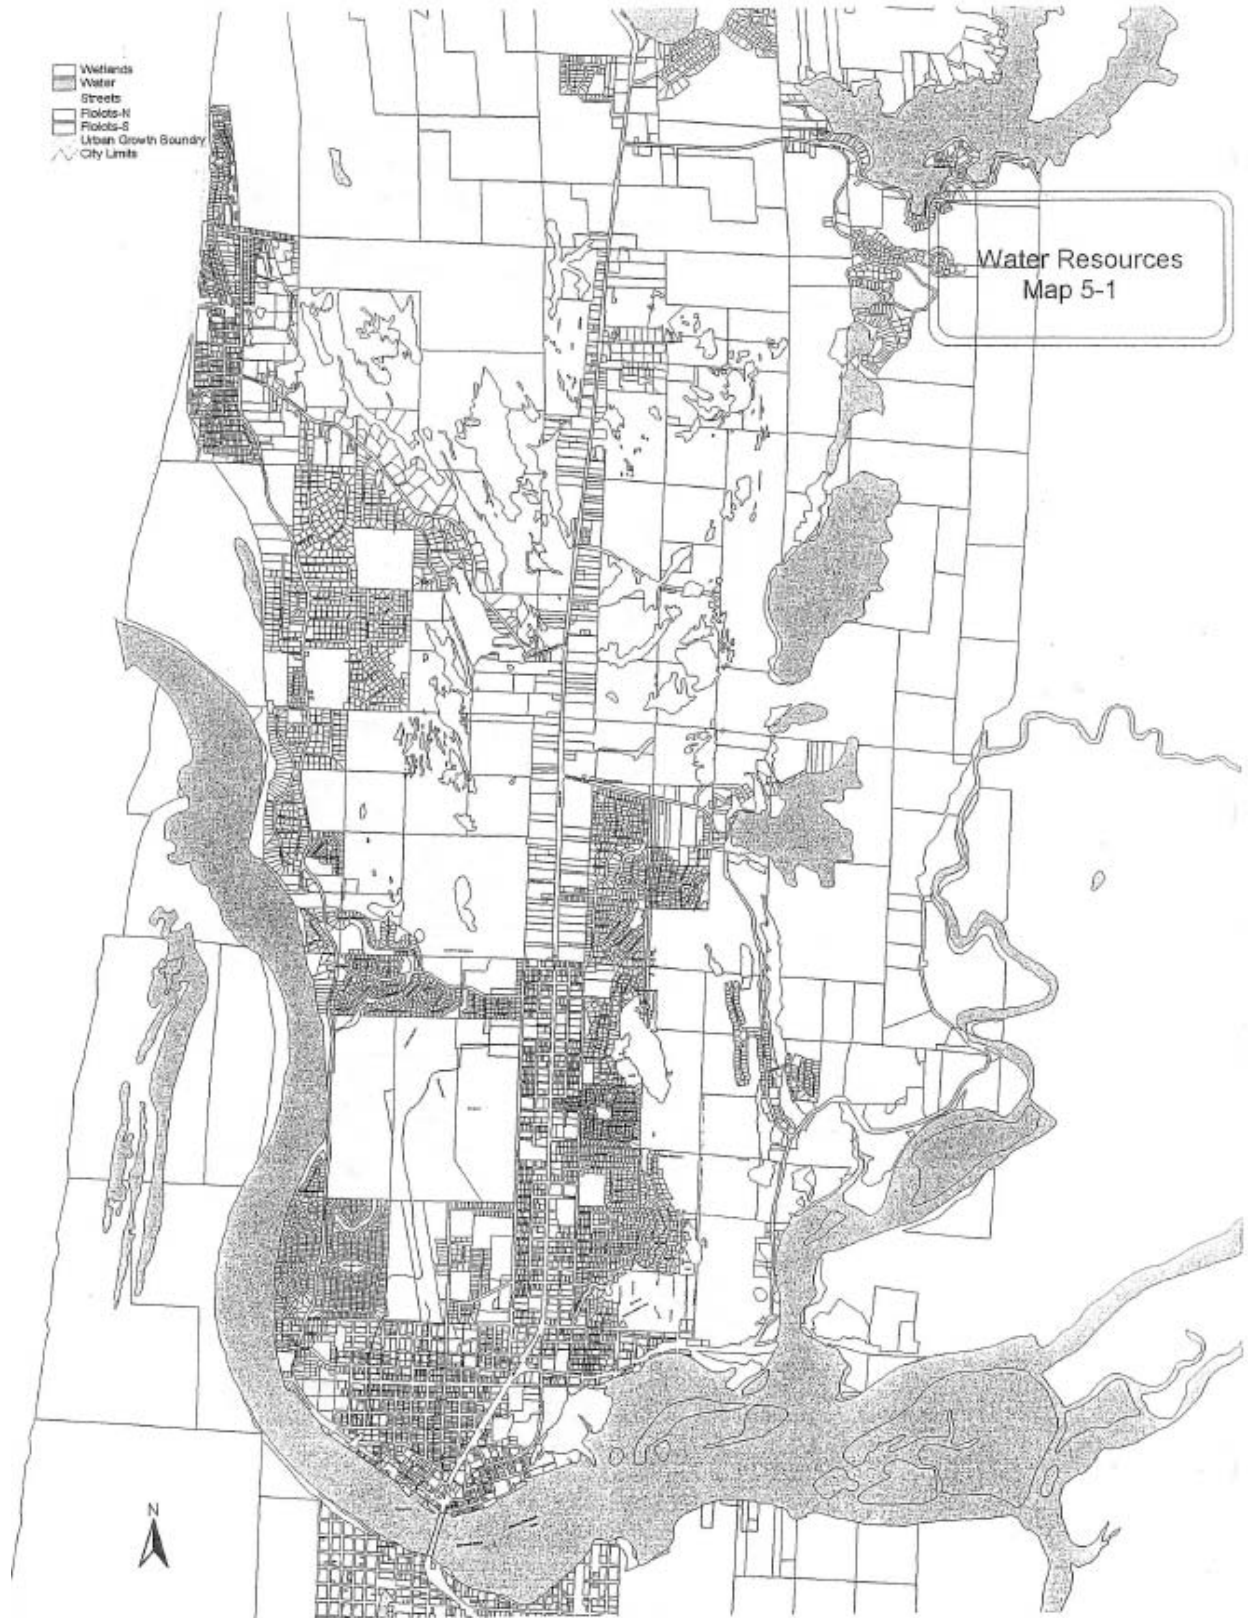 Wetlands
Water
Streets
Flolots-N
Flolots-S
Urban Growth Boundry
City Limits
Water Resources
Map 5-1
N